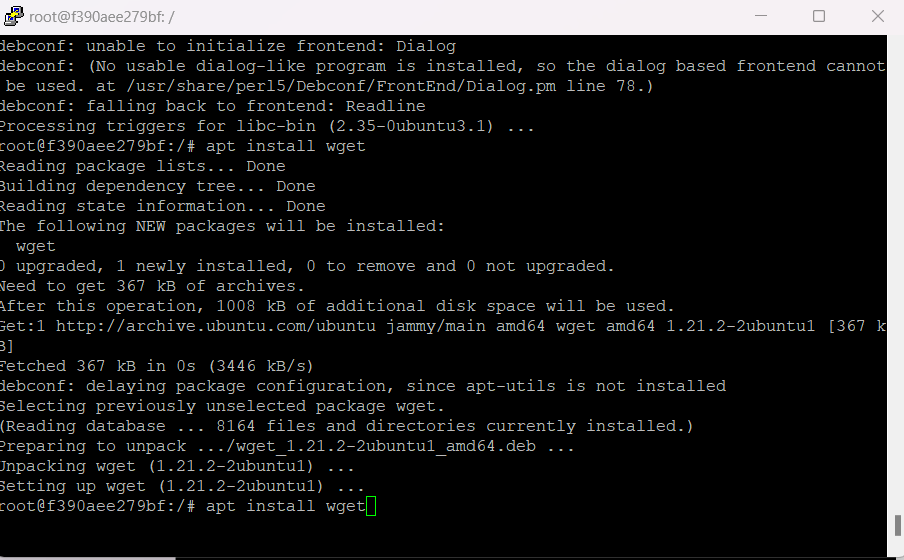 root@f390aee279bf: /
debconf: unable to initialize frontend: Dialog
debconf: (No usable dialog-like program is installed, so the dialog based frontend cannot
 be used. at /usr/share/perl5/Debconf/FrontEnd/Dialog.pm line 78.)
debconf: falling back to frontend: Readline
Processing triggers for libc-bin (2.35-0ubuntu3.1) ...
root@f390aee279bf:/# apt install wget
Reading package lists... Done
Building dependency tree... Done
Reading state information... Done
The following NEW packages will be installed:
  wget
0 upgraded, 1 newly installed, 0 to remove and 0 not upgraded.
Need to get 367 kB of archives.
After this operation, 1008 kB of additional disk space will be used.
Get:1 http://archive.ubuntu.com/ubuntu jammy/main amd64 wget amd64 1.21.2-2ubuntu1 [367 k
B]
Fetched 367 kB in 0s (3446 kB/s)
debconf: delaying package configuration, since apt-utils is not installed
Selecting previously unselected package wget.
(Reading database ... 8164 files and directories currently installed.)
Preparing to unpack .../wget_1.21.2-2ubuntu1_amd64.deb ...
Unpacking wget (1.21.2-2ubuntu1) ...
Setting up wget (1.21.2-2ubuntu1) ...
root@f390aee279bf:/# apt install wget